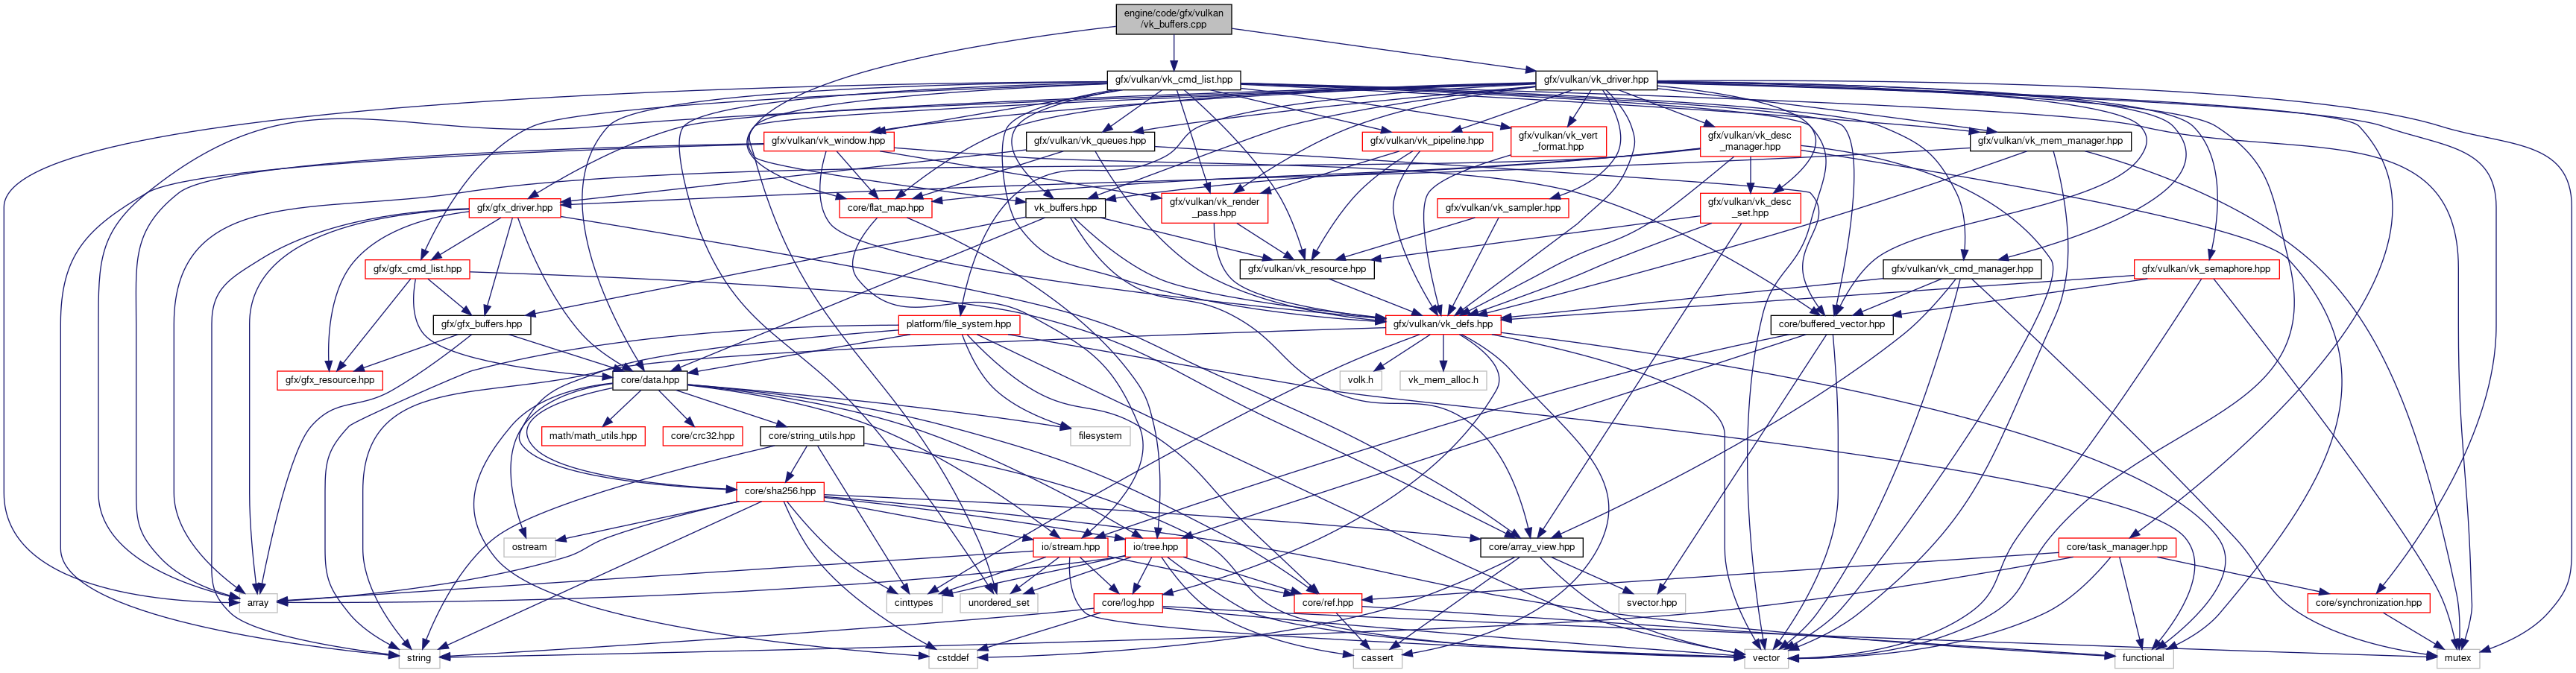 engine/code/gfx/vulkan
/vk_buffers.cpp
gfx/vulkan/vk_cmd_list.hpp
gfx/vulkan/vk_driver.hpp
gfx/vulkan/vk_window.hpp
gfx/vulkan/vk_queues.hpp
gfx/vulkan/vk_pipeline.hpp
gfx/vulkan/vk_vert
_format.hpp
gfx/vulkan/vk_desc
_manager.hpp
gfx/vulkan/vk_mem_manager.hpp
gfx/gfx_driver.hpp
core/flat_map.hpp
vk_buffers.hpp
gfx/vulkan/vk_render
_pass.hpp
gfx/vulkan/vk_sampler.hpp
gfx/vulkan/vk_desc
_set.hpp
gfx/gfx_cmd_list.hpp
gfx/vulkan/vk_resource.hpp
gfx/vulkan/vk_cmd_manager.hpp
gfx/vulkan/vk_semaphore.hpp
gfx/gfx_buffers.hpp
platform/file_system.hpp
gfx/vulkan/vk_defs.hpp
core/buffered_vector.hpp
gfx/gfx_resource.hpp
core/data.hpp
volk.h
vk_mem_alloc.h
math/math_utils.hpp
core/crc32.hpp
core/string_utils.hpp
filesystem
core/sha256.hpp
ostream
io/stream.hpp
io/tree.hpp
core/array_view.hpp
core/task_manager.hpp
array
cinttypes
unordered_set
core/log.hpp
core/ref.hpp
svector.hpp
core/synchronization.hpp
string
cstddef
cassert
vector
functional
mutex